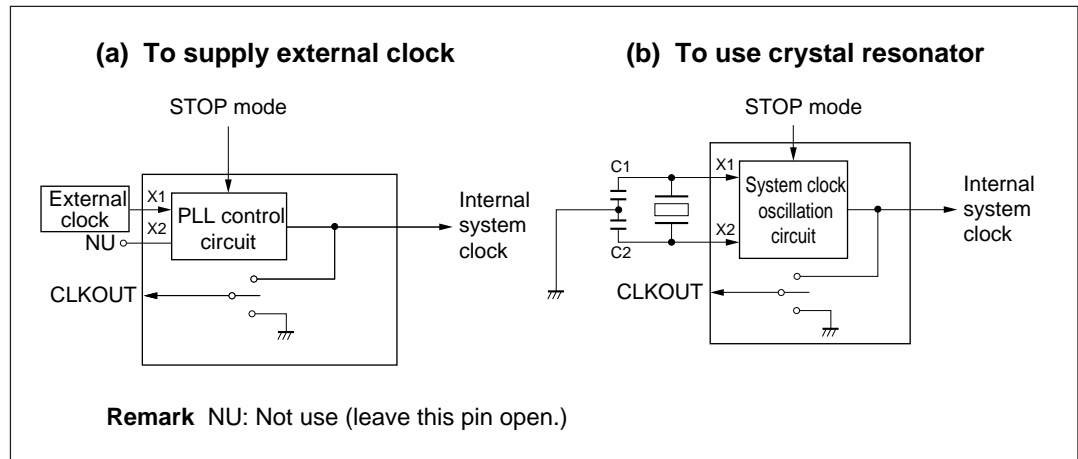 (a) To supply external clock
STOP mode
External
clock
X1
X2
NU
PLL control
circuit
Internal
system
clock
CLKOUT
(b) To use crystal resonator
STOP mode
C1
C2
X1
X2
System clock
oscillation
circuit
Internal
system
clock
CLKOUT
Remark NU: Not use (leave this pin open.)